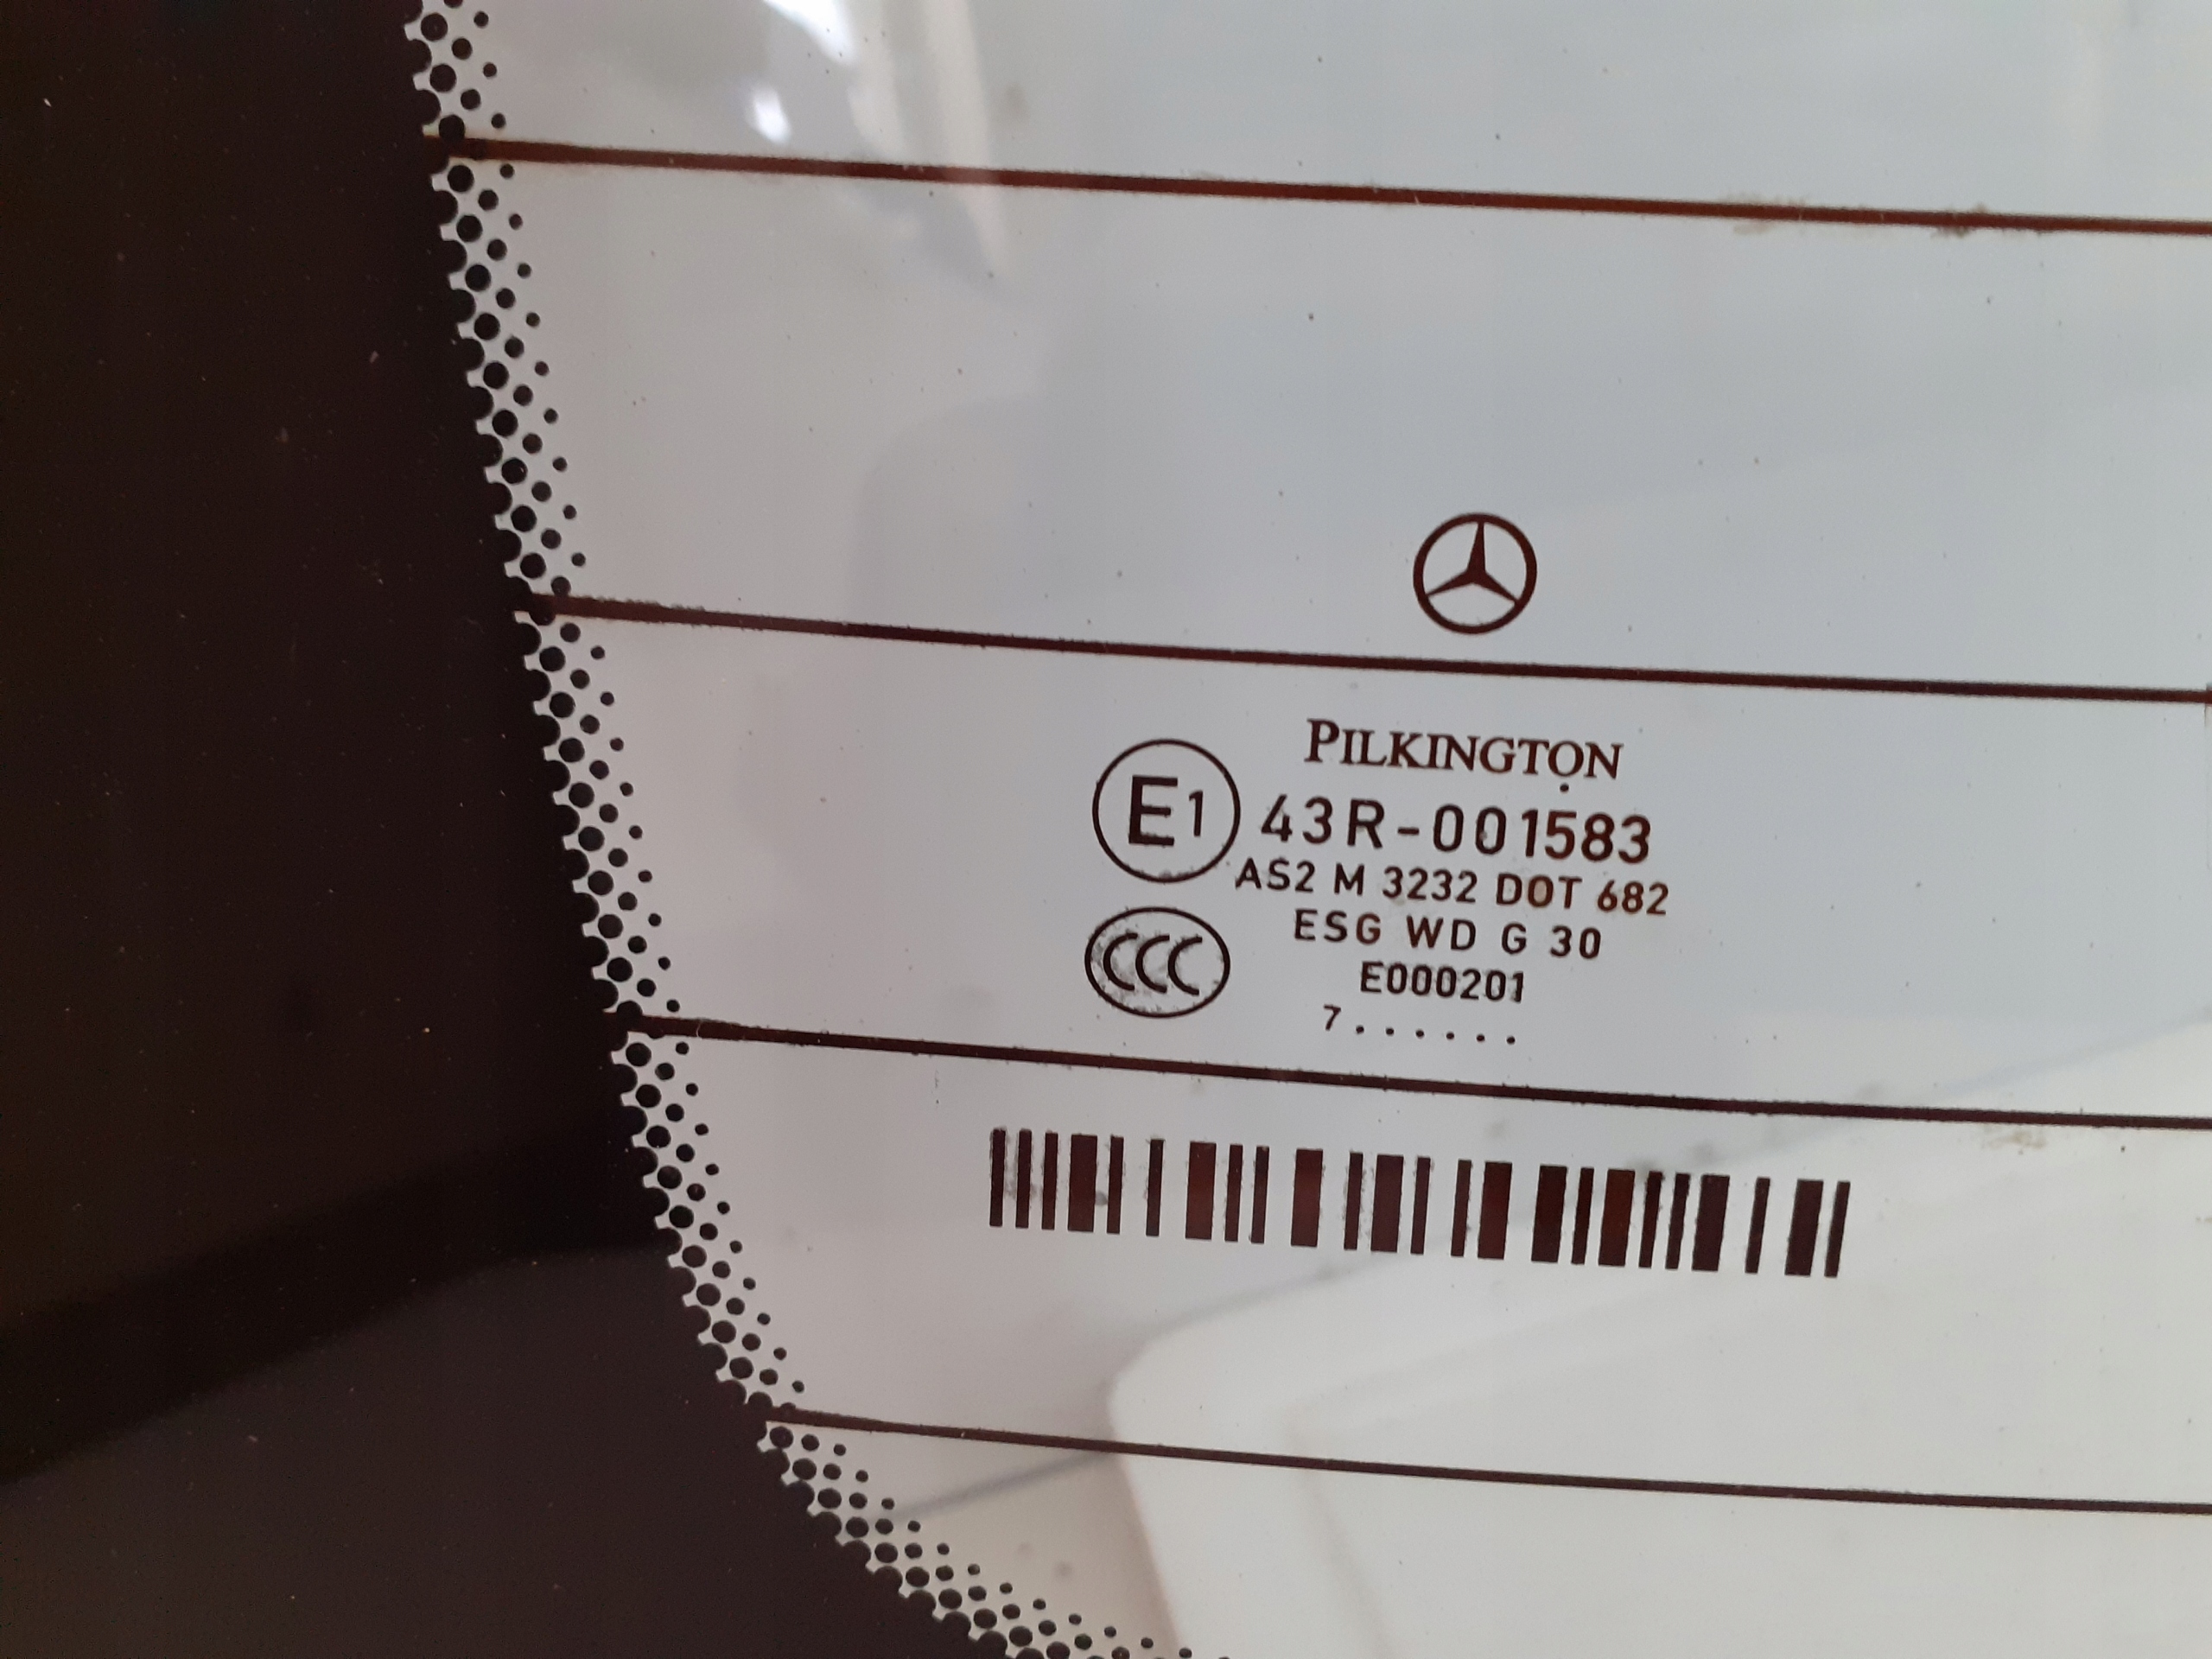 PILKINGTON
E1 43R-001583
AS2 M 3232 DOT 682
ESG WD G 30
CCC E000201
7......